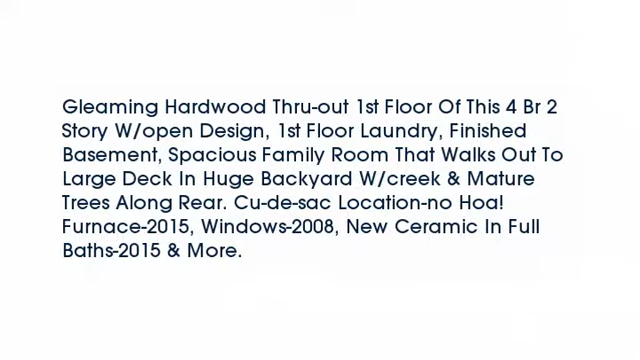 Gleaming Hardwood Thru-out 1st Floor Of This 4 Br 2
Story W/open Design, 1st Floor Laundry, Finished
Basement, Spacious Family Room That Walks Out To
Large Deck In Huge Backyard W/creek & Mature
Trees Along Rear. Cu-de-sac Location-no Hoa!
Furnace-2015, Windows-2008, New Ceramic In Full
Baths-2015 & More.